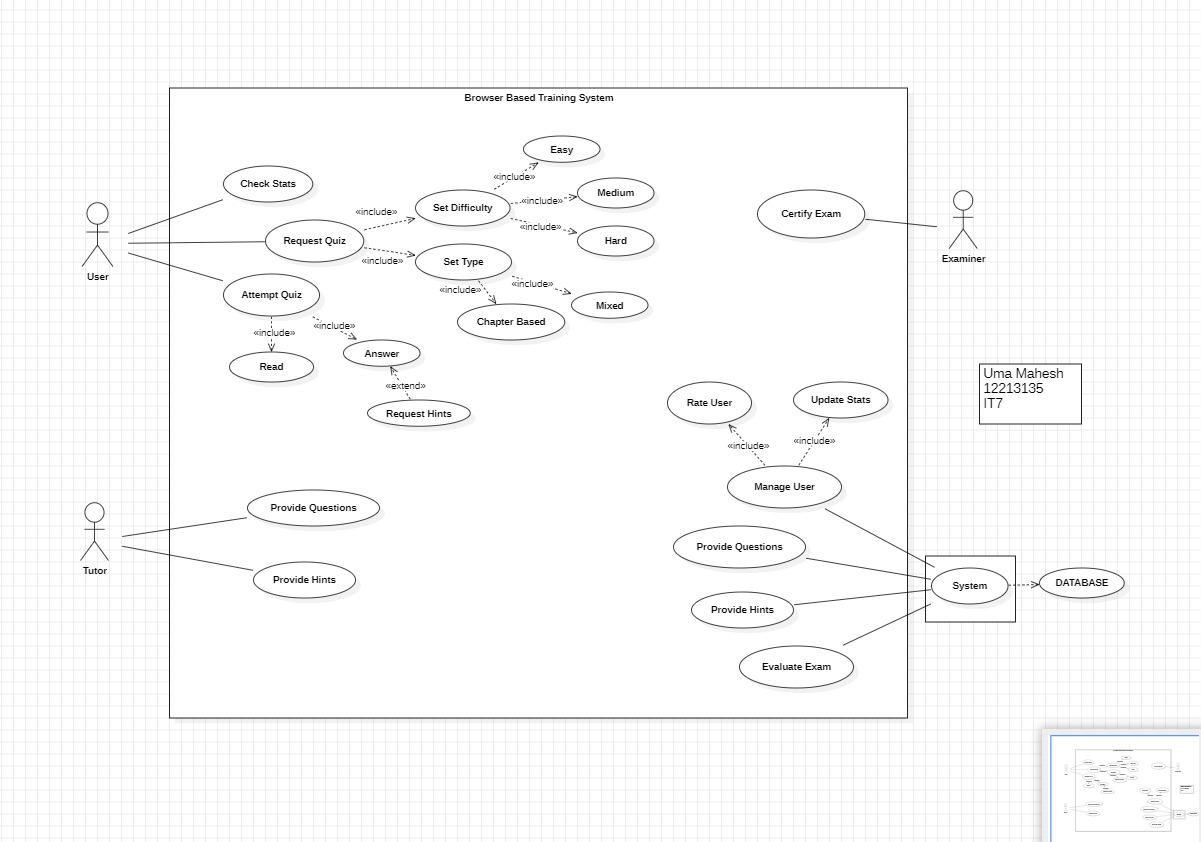 Browser Based Training System
Easy
«include»
Check Stats
Medium
«include»
Set Difficulty
«include»
Certify Exam
«include»
Request Quiz
Hard
User
Examiner
«include»
Set Type
«include»
«include»
Attempt Quiz
Mixed
Chapter Based
«include»
«include»
Answer
Read
«extend»
Request Hints
Uma Mahesh
12213135
IT7
Rate User
Update Stats
«include»
«include»
Manage User
Provide Questions
Provide Questions
Tutor
Provide Hints
System
DATABASE
Provide Hints
Evaluate Exam